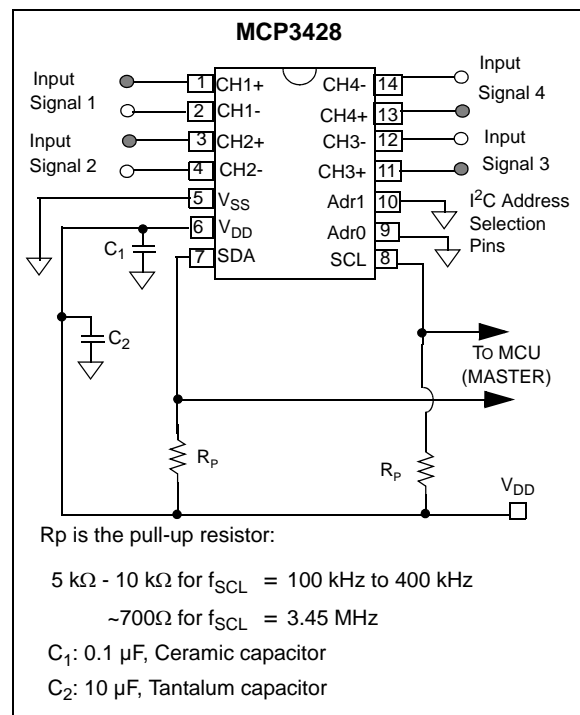 MCP3428
Input
Signal 1
Input
Signal 2
1 CH1+
2 CH1-
3 CH2+
4 CH2-
5 VSS
6 VDD
7 SDA
CH4- 14
CH4+ 13
CH3- 12
CH3+ 11
Adr1 10
Adr0 9
SCL 8
Input
Signal 4
Input
Signal 3
I²C Address
Selection
Pins
C1
C2
TO MCU
(MASTER)
RP
RP
VDD
Rp is the pull-up resistor:
5 kΩ - 10 kΩ for fSCL = 100 kHz to 400 kHz
~700Ω for fSCL = 3.45 MHz
C1: 0.1 µF, Ceramic capacitor
C2: 10 µF, Tantalum capacitor